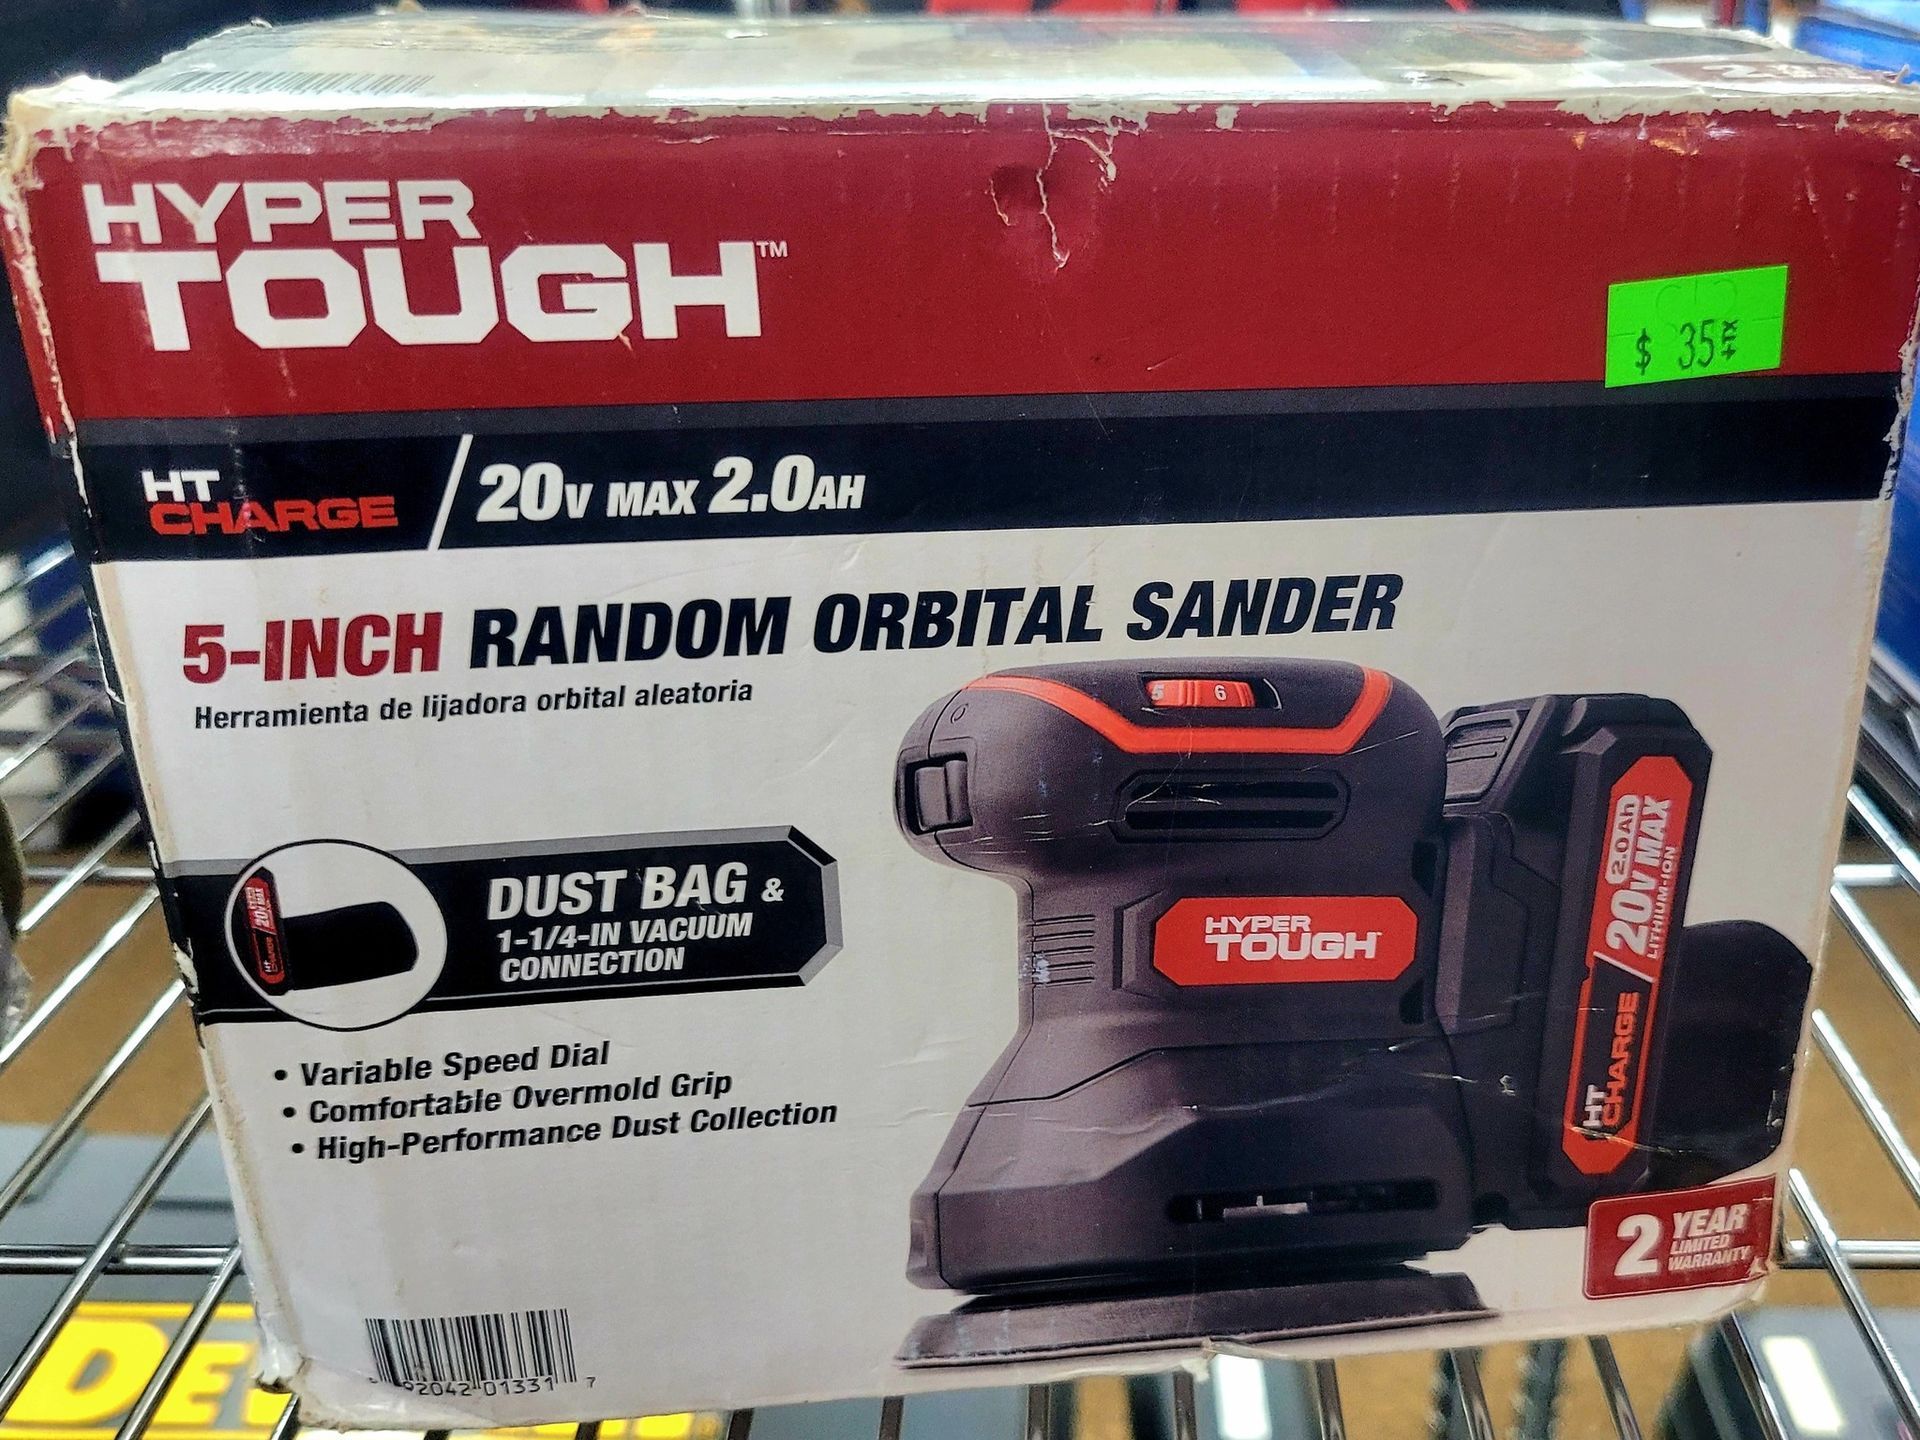 HYPER
TOUGH™
$ 35
HT
CHARGE
20V MAX 2.0AH
5-INCH RANDOM ORBITAL SANDER
Herramienta de lijadora orbital aleatoria
5 6
DUST BAG &
1-1/4-IN VACUUM
CONNECTION
HYPER
TOUGH
2.0Ah
20V MAX
LITHIUM-ION
HT
CHARGE
• Variable Speed Dial
• Comfortable Overmold Grip
• High-Performance Dust Collection
2 YEAR
LIMITED
WARRANTY
92042 01331 7
DeW